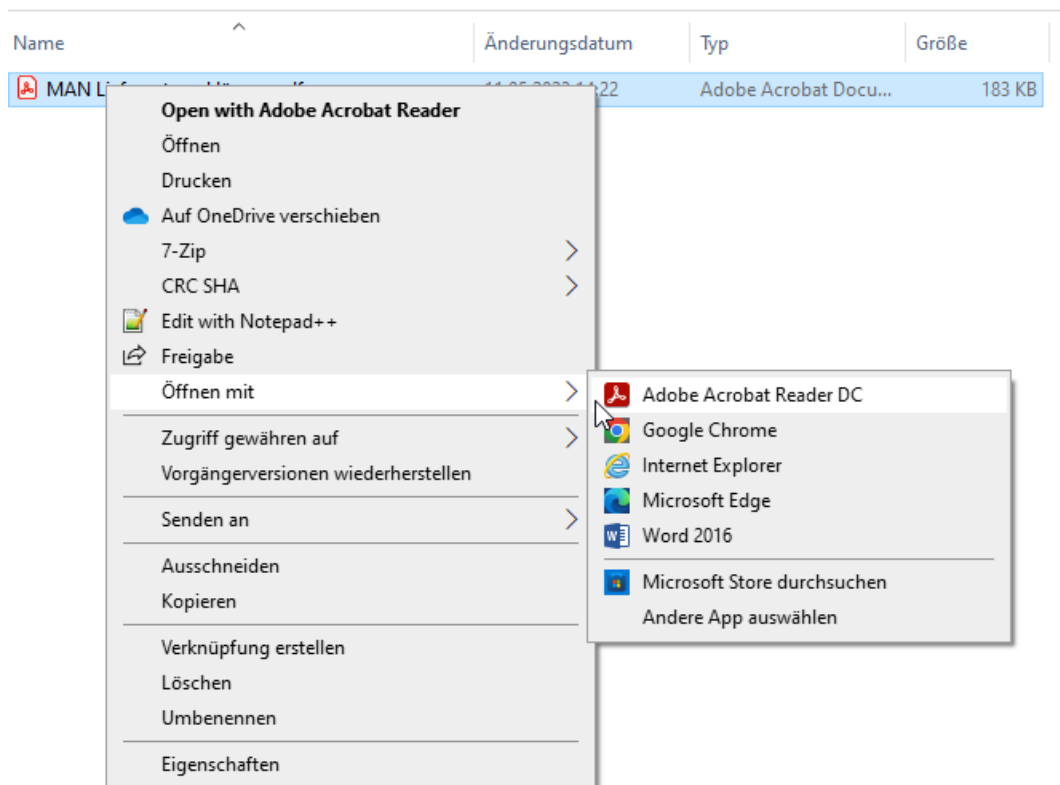 Name Änderungsdatum Typ Größe
MAN Adobe Acrobat Docu... 183 KB
Open with Adobe Acrobat Reader
Öffnen
Drucken
Auf OneDrive verschieben
7-Zip
CRC SHA
Edit with Notepad++
Freigabe
Öffnen mit
Zugriff gewähren auf
Vorgängerversionen wiederherstellen
Senden an
Ausschneiden
Kopieren
Verknüpfung erstellen
Löschen
Umbenennen
Eigenschaften
Adobe Acrobat Reader DC
Google Chrome
Internet Explorer
Microsoft Edge
Word 2016
Microsoft Store durchsuchen
Andere App auswählen